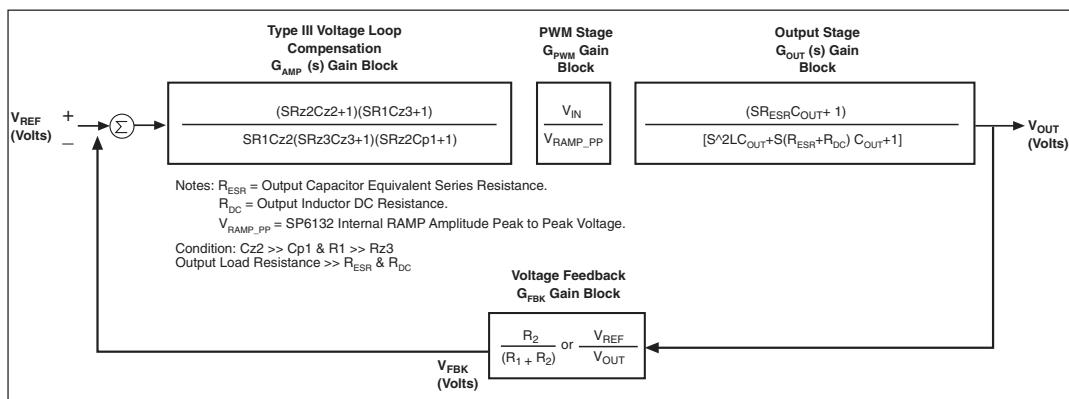 Type III Voltage Loop
Compensation
G_AMP (s) Gain Block
PWM Stage
G_PWM Gain
Block
Output Stage
G_OUT (s) Gain
Block
V_REF
(Volts)
+
−
Σ
(SRz2Cz2+1)(SR1Cz3+1)
SR1Cz2(SRz3Cz3+1)(SRz2Cp1+1)
V_IN
V_RAMP_PP
(SR_ESRC_OUT+ 1)
[S^2LC_OUT+S(R_ESR+R_DC) C_OUT+1]
V_OUT
(Volts)
Notes: R_ESR = Output Capacitor Equivalent Series Resistance.
R_DC = Output Inductor DC Resistance.
V_RAMP_PP = SP6132 Internal RAMP Amplitude Peak to Peak Voltage.
Condition: Cz2 >> Cp1 & R1 >> Rz3
Output Load Resistance >> R_ESR & R_DC
Voltage Feedback
G_FBK Gain Block
R_2
(R_1 + R_2)
or
V_REF
V_OUT
V_FBK
(Volts)